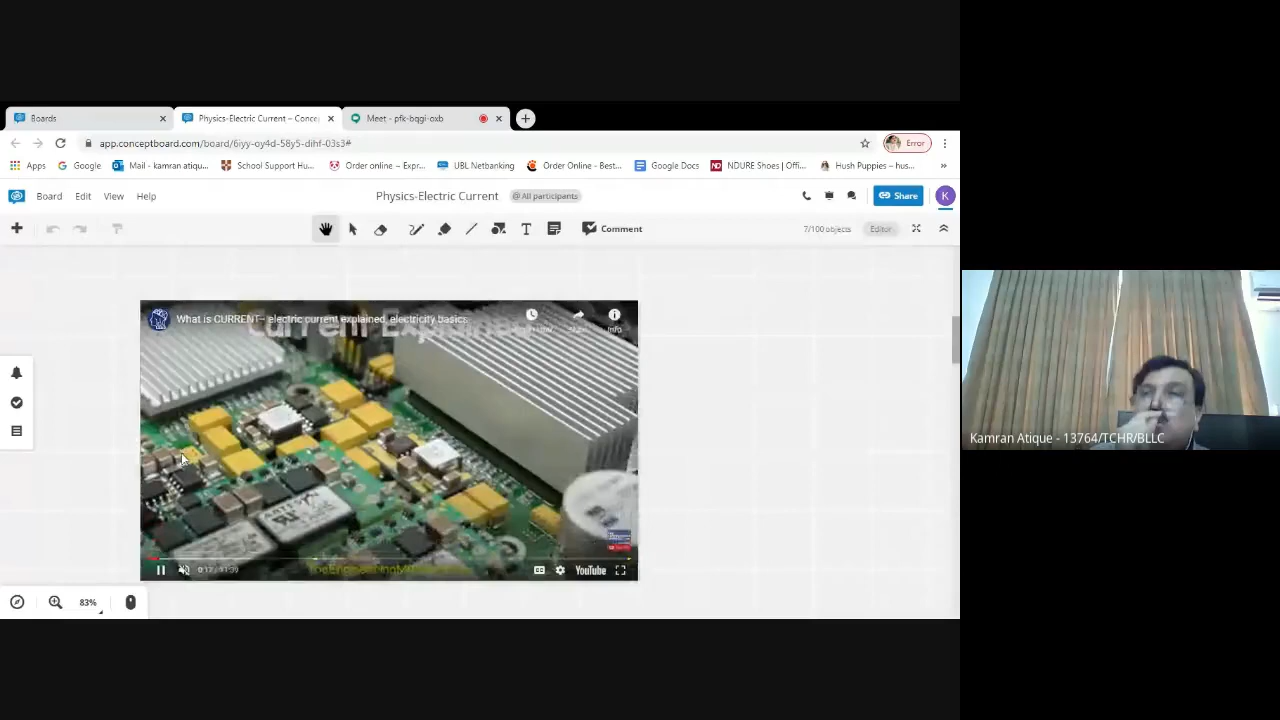 Boards
Physics-Electric Current – Conce
Meet - pfk-bqgi-oxb
app.conceptboard.com/board/6iyy-oy4d-58y5-dihf-03s3#
Error
Apps
Google
Mail - kamran atiqu...
School Support Hu...
Order online – Expr...
UBL Netbanking
Order Online - Best...
Google Docs
NDURE Shoes | Offi...
Hush Puppies – hus...
»
Board
Edit
View
Help
Physics-Electric Current
@ All participants
Share
K
T
Comment
7/100 objects
Editor
What is CURRENT– electric current explained, electricity basics
Info
YouTube
83%
Kamran Atique - 13764/TCHR/BLLC